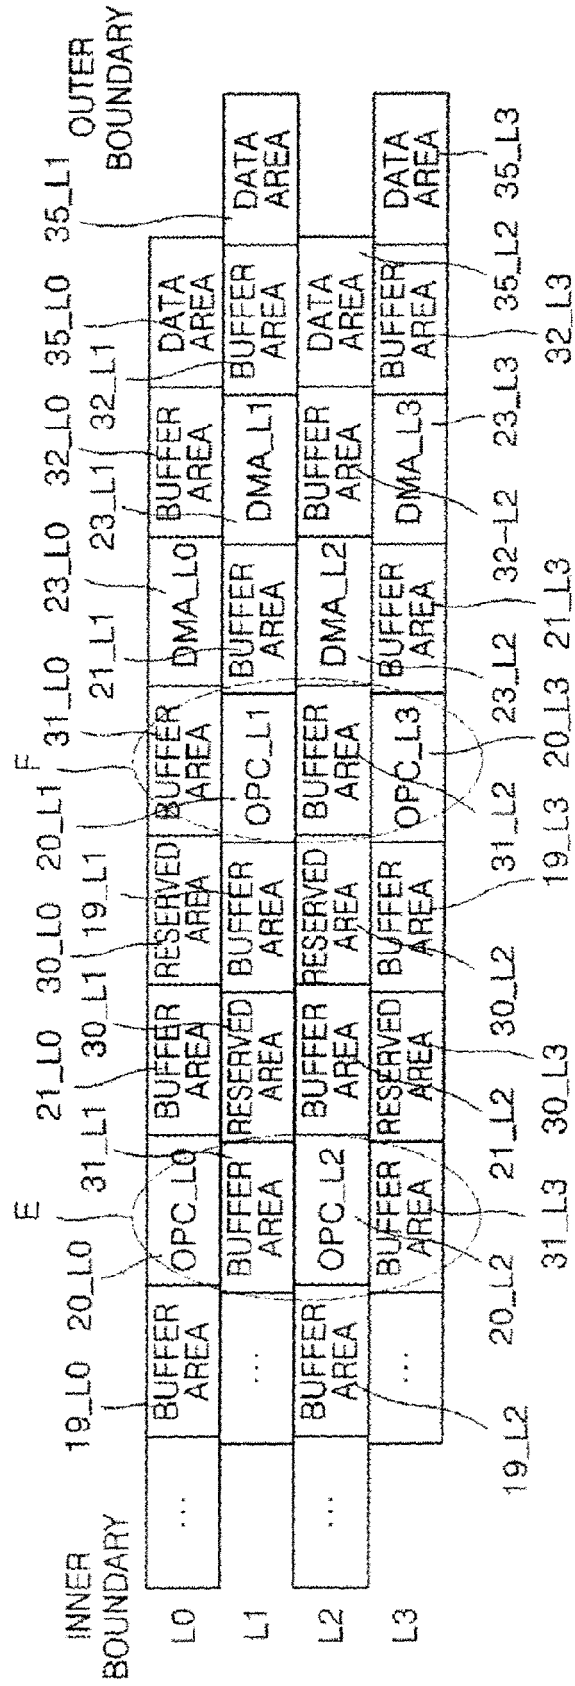 INNER
BOUNDARY
19_L0
20_L0
E
31_L1
21_L0
30_L1
30_L0
19_L1
20_L1
F
31_L0
21_L1
23_L0
23_L1
32_L0
32_L1
35_L0
35_L1
OUTER
BOUNDARY
L0
...
BUFFER
AREA
OPC_L0
BUFFER
AREA
RESERVED
AREA
BUFFER
AREA
DMA_L0
BUFFER
AREA
DATA
AREA
L1
...
BUFFER
AREA
RESERVED
AREA
BUFFER
AREA
OPC_L1
BUFFER
AREA
DMA_L1
BUFFER
AREA
DATA
AREA
L2
...
BUFFER
AREA
OPC_L2
BUFFER
AREA
RESERVED
AREA
BUFFER
AREA
DMA_L2
BUFFER
AREA
DATA
AREA
L3
...
BUFFER
AREA
RESERVED
AREA
BUFFER
AREA
OPC_L3
BUFFER
AREA
DMA_L3
BUFFER
AREA
DATA
AREA
19_L2
20_L2
31_L3
21_L2
30_L3
30_L2
19_L3
31_L2
20_L3
23_L2
21_L3
32-L2
23_L3
32_L3
35_L2
35_L3